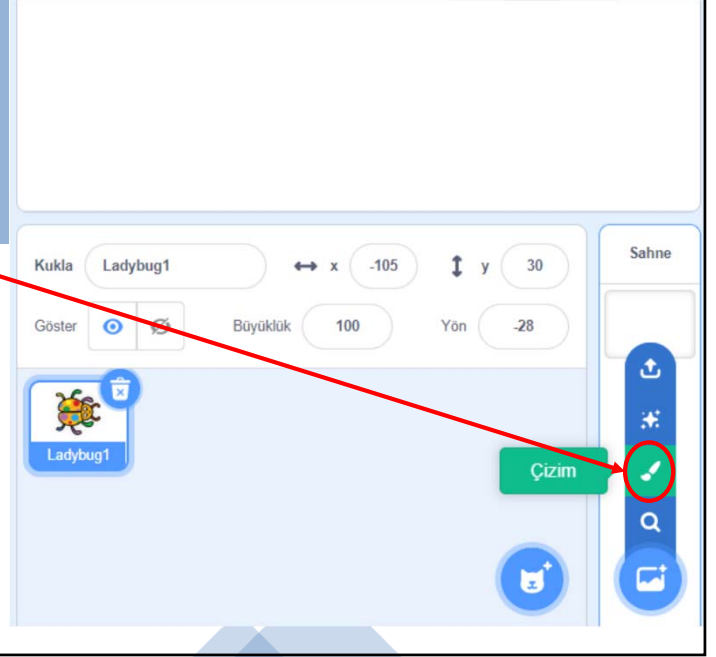 Kukla Ladybug1 x -105 y 30
Sahne
Göster Büyüklük 100 Yön -28
Ladybug1
Çizim